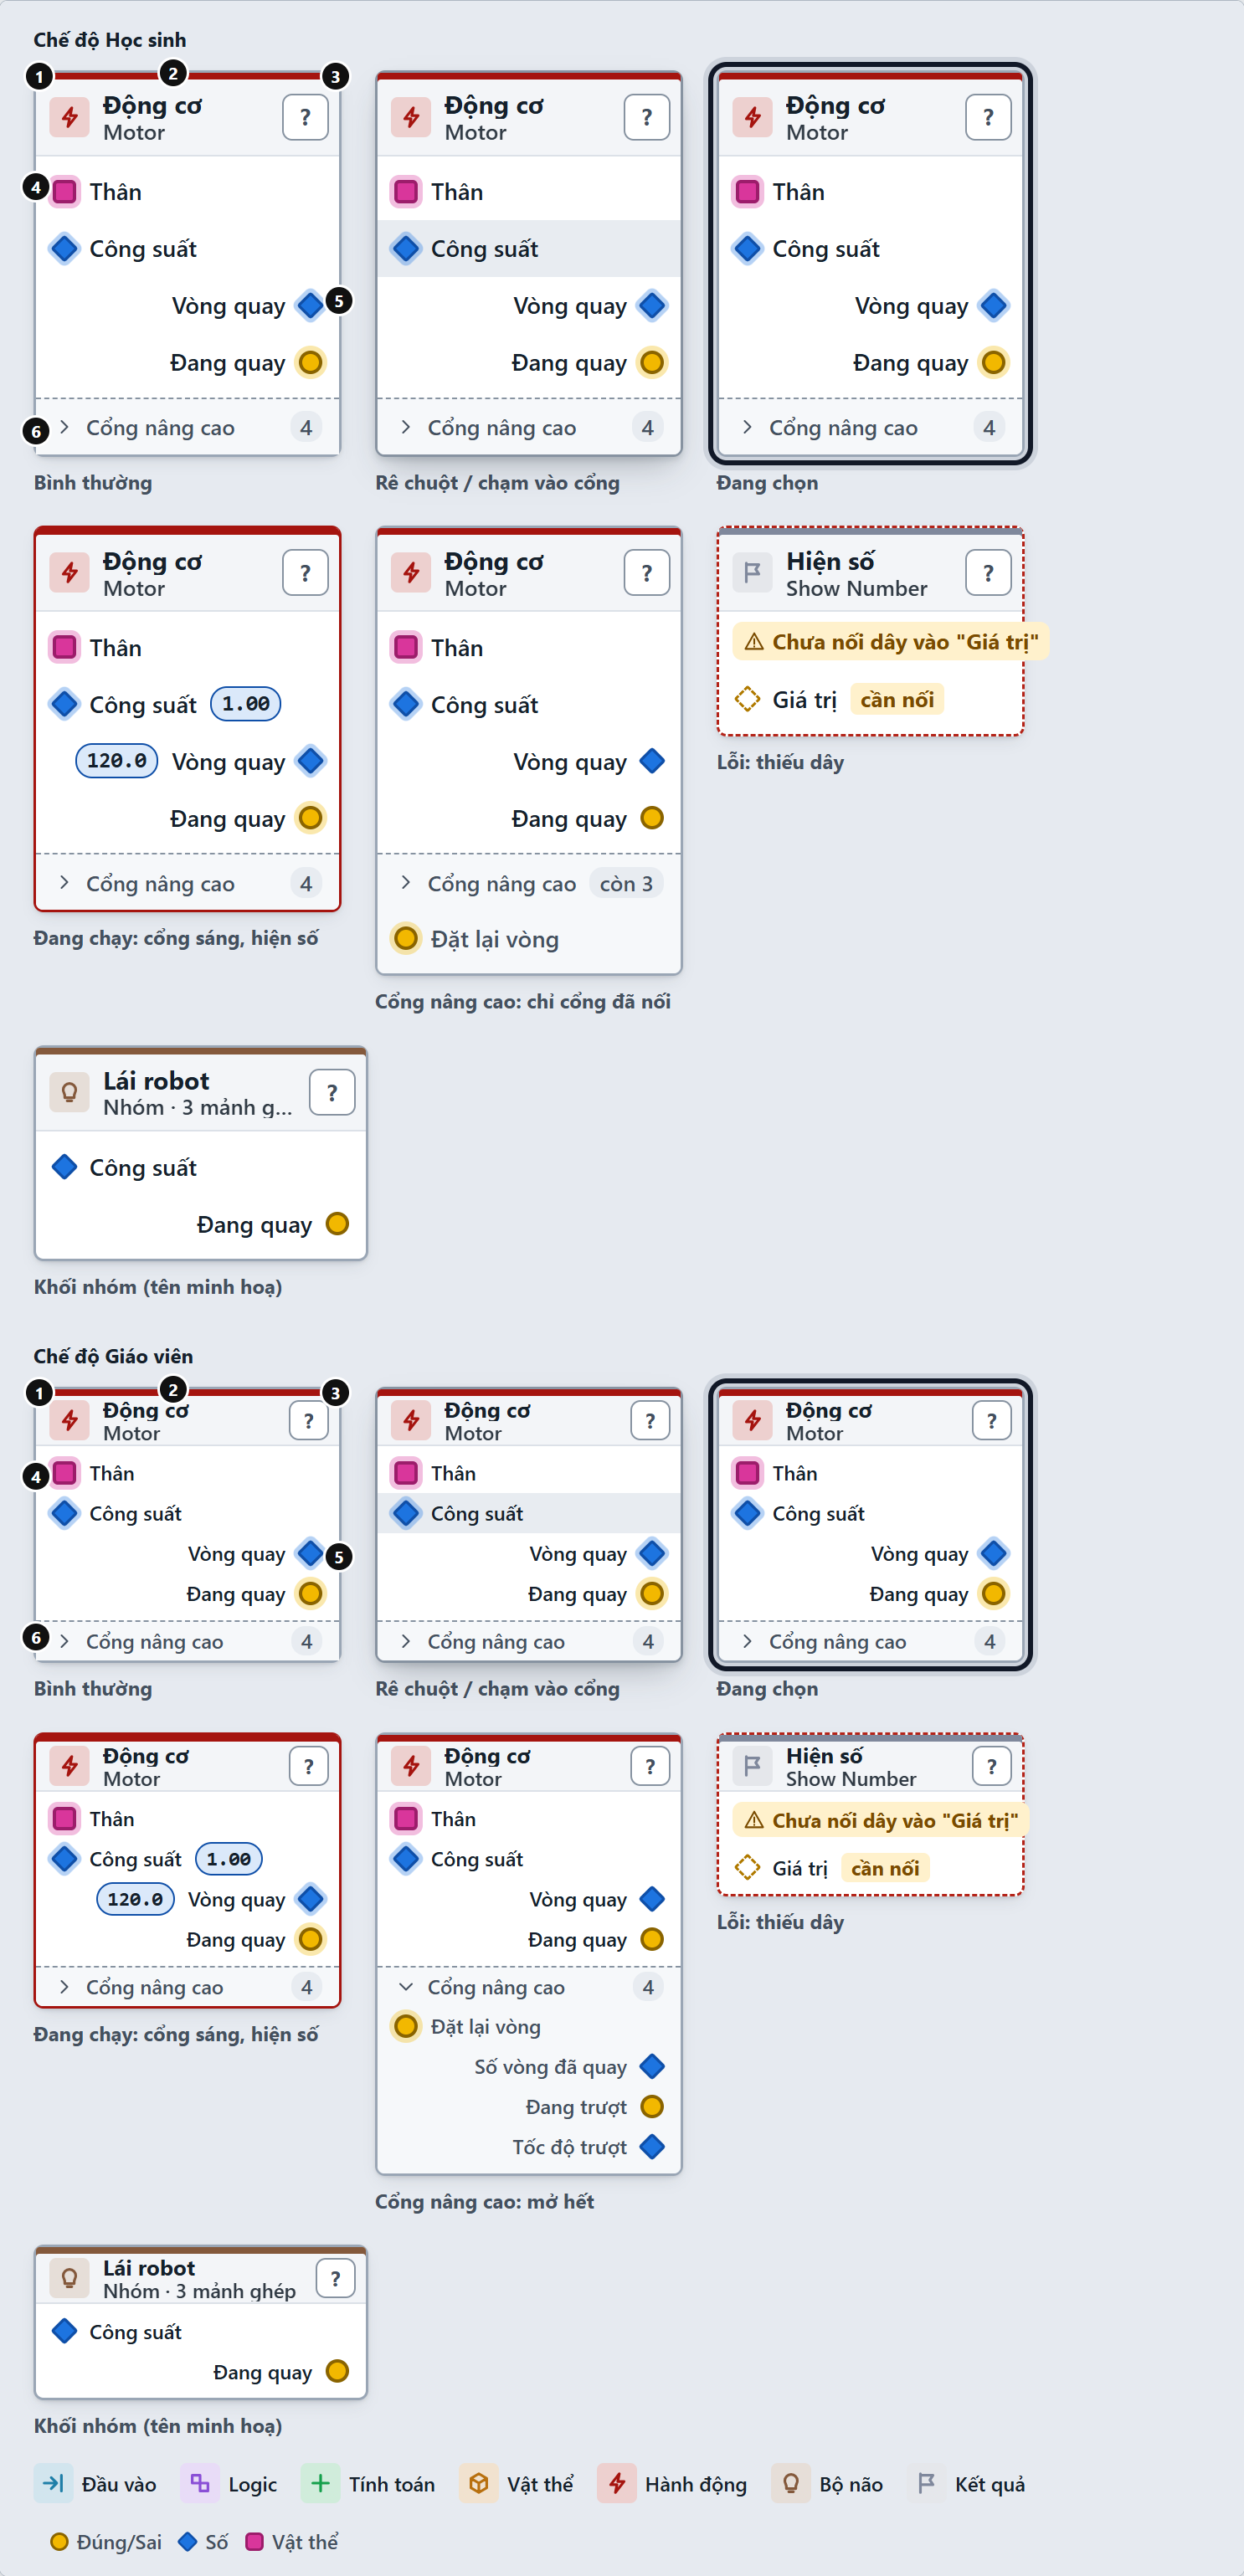 Chế độ Học sinh
1 2 3
Động cơ
Motor
?
4 Thân
Công suất
Vòng quay 5
Đang quay
6 Cổng nâng cao 4
Bình thường
Động cơ
Motor
?
Thân
Công suất
Vòng quay
Đang quay
Cổng nâng cao 4
Rê chuột / chạm vào cổng
Động cơ
Motor
?
Thân
Công suất
Vòng quay
Đang quay
Cổng nâng cao 4
Đang chọn
Động cơ
Motor
?
Thân
Công suất 1.00
120.0 Vòng quay
Đang quay
Cổng nâng cao 4
Đang chạy: cổng sáng, hiện số
Động cơ
Motor
?
Thân
Công suất
Vòng quay
Đang quay
Cổng nâng cao còn 3
Đặt lại vòng
Cổng nâng cao: chỉ cổng đã nối
Hiện số
Show Number
?
Chưa nối dây vào "Giá trị"
Giá trị cần nối
Lỗi: thiếu dây
Lái robot
Nhóm · 3 mảnh g...
?
Công suất
Đang quay
Khối nhóm (tên minh hoạ)
Chế độ Giáo viên
1 2 3
Động cơ
Motor
?
4 Thân
Công suất
Vòng quay 5
Đang quay
6 Cổng nâng cao 4
Bình thường
Động cơ
Motor
?
Thân
Công suất
Vòng quay
Đang quay
Cổng nâng cao 4
Rê chuột / chạm vào cổng
Động cơ
Motor
?
Thân
Công suất
Vòng quay
Đang quay
Cổng nâng cao 4
Đang chọn
Động cơ
Motor
?
Thân
Công suất 1.00
120.0 Vòng quay
Đang quay
Cổng nâng cao 4
Đang chạy: cổng sáng, hiện số
Động cơ
Motor
?
Thân
Công suất
Vòng quay
Đang quay
Cổng nâng cao 4
Đặt lại vòng
Số vòng đã quay
Đang trượt
Tốc độ trượt
Cổng nâng cao: mở hết
Hiện số
Show Number
?
Chưa nối dây vào "Giá trị"
Giá trị cần nối
Lỗi: thiếu dây
Lái robot
Nhóm · 3 mảnh ghép
?
Công suất
Đang quay
Khối nhóm (tên minh hoạ)
Đầu vào Logic Tính toán Vật thể Hành động Bộ não Kết quả
Đúng/Sai Số Vật thể